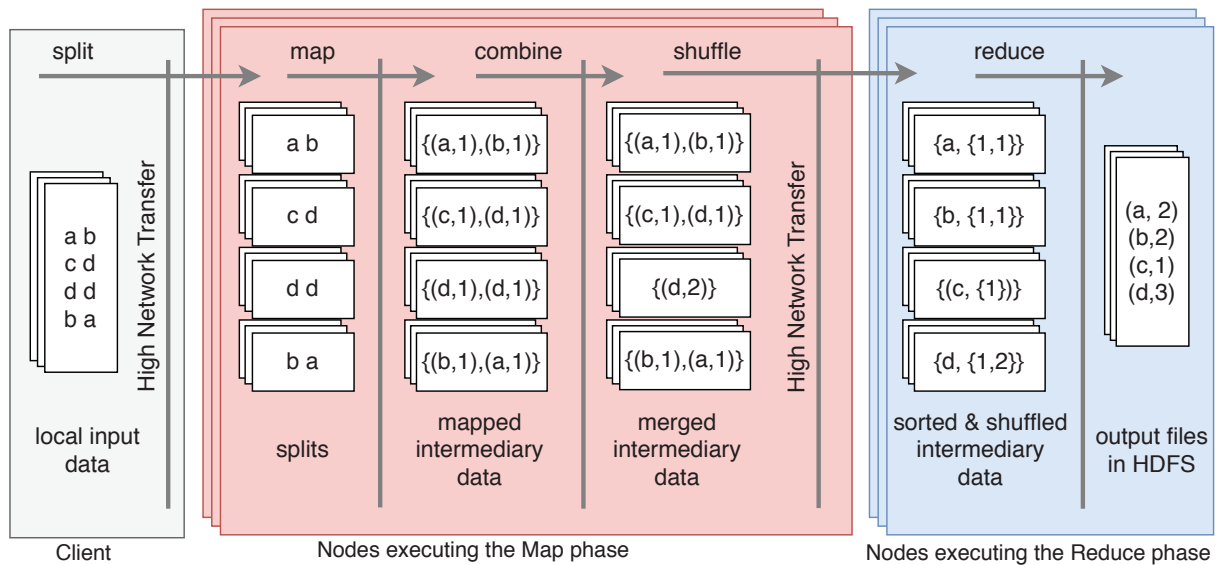 split
map
combine
shuffle
reduce
a b
c d
d d
b a
High Network Transfer
local input
data
Client
a b
c d
d d
b a
splits
{(a,1),(b,1)}
{(c,1),(d,1)}
{(d,1),(d,1)}
{(b,1),(a,1)}
mapped
intermediary
data
{(a,1),(b,1)}
{(c,1),(d,1)}
{(d,2)}
{(b,1),(a,1)}
merged
intermediary
data
High Network Transfer
Nodes executing the Map phase
{a, {1,1}}
{b, {1,1}}
{(c, {1})}
{d, {1,2}}
sorted & shuffled
intermediary
data
(a, 2)
(b,2)
(c,1)
(d,3)
output files
in HDFS
Nodes executing the Reduce phase